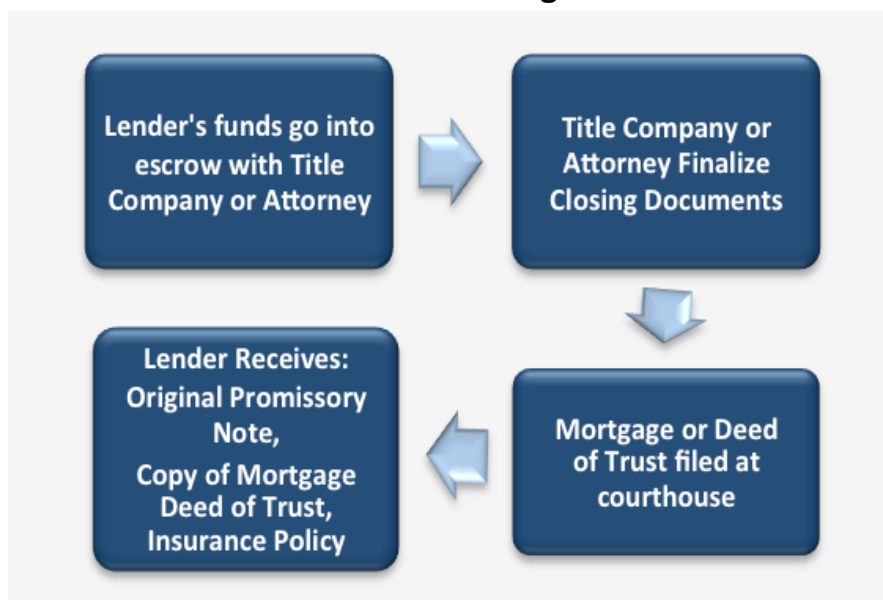 Lender's funds go into
escrow with Title
Company or Attorney
Title Company or
Attorney Finalize
Closing Documents
Mortgage or Deed
of Trust filed at
courthouse
Lender Receives:
Original Promissory
Note,
Copy of Mortgage
Deed of Trust,
Insurance Policy